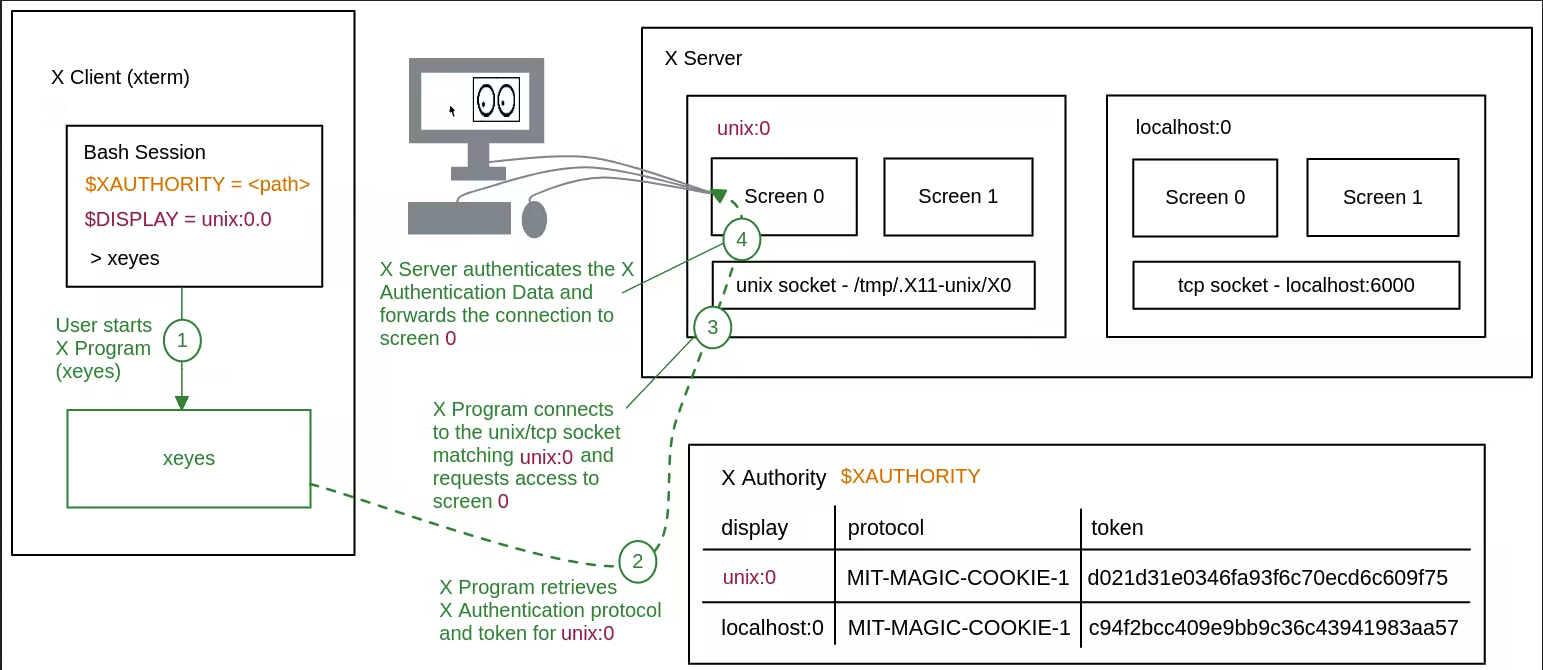 X Client (xterm)
Bash Session
$XAUTHORITY = <path>
$DISPLAY = unix:0.0
> xeyes
User starts
X Program
(xeyes)
1
xeyes
X Server authenticates the X
Authentication Data and
forwards the connection to
screen 0
X Program connects
to the unix/tcp socket
matching unix:0 and
requests access to
screen 0
2
X Program retrieves
X Authentication protocol
and token for unix:0
X Server
unix:0
Screen 0
Screen 1
4
unix socket - /tmp/.X11-unix/X0
3
localhost:0
Screen 0
Screen 1
tcp socket - localhost:6000
X Authority $XAUTHORITY
display protocol token
unix:0 MIT-MAGIC-COOKIE-1 d021d31e0346fa93f6c70ecd6c609f75
localhost:0 MIT-MAGIC-COOKIE-1 c94f2bcc409e9bb9c36c43941983aa57